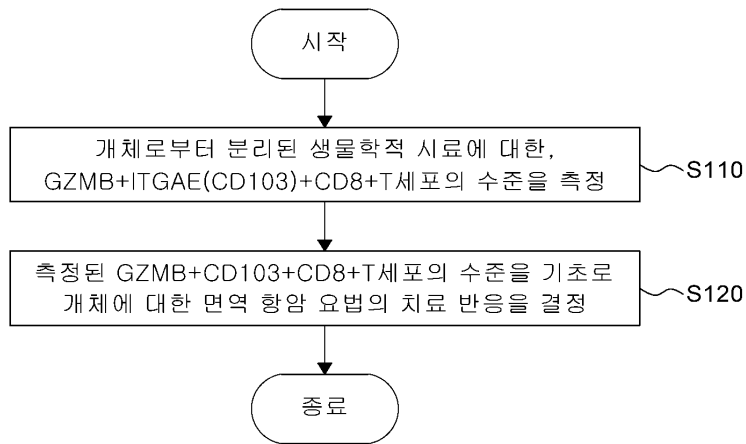 시작
개체로부터 분리된 생물학적 시료에 대한,
GZMB+ITGAE(CD103)+CD8+T세포의 수준을 측정
S110
측정된 GZMB+CD103+CD8+T세포의 수준을 기초로
개체에 대한 면역 항암 요법의 치료 반응을 결정
S120
종료